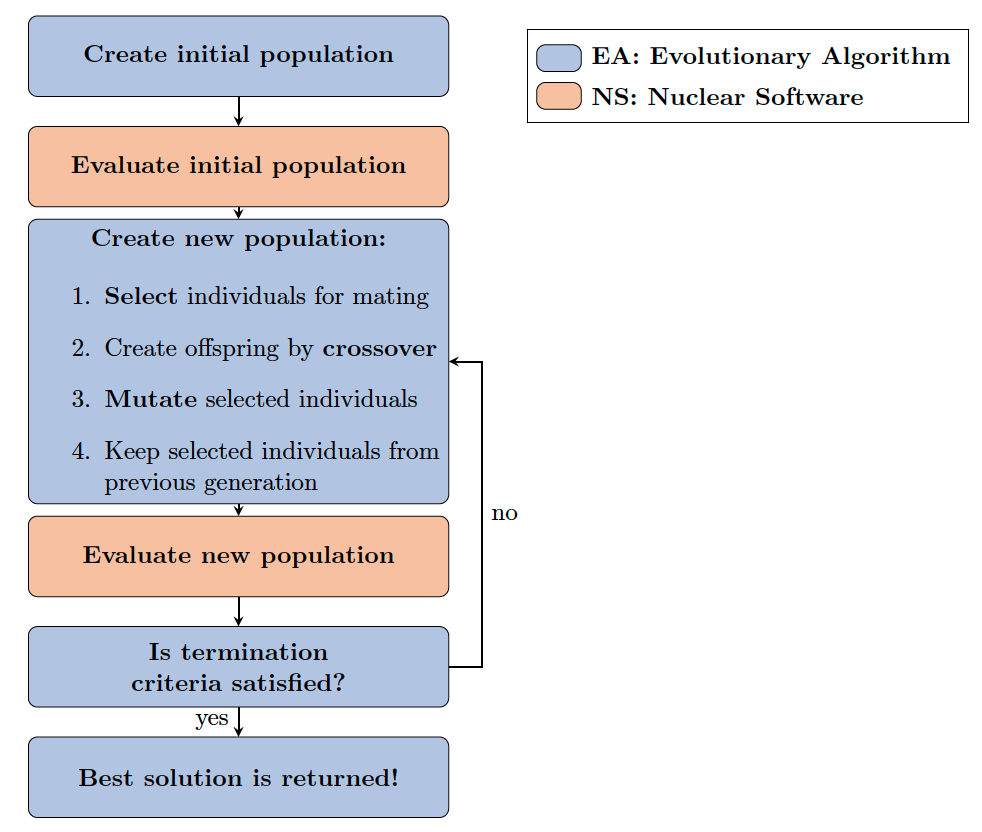 Create initial population
EA: Evolutionary Algorithm
NS: Nuclear Software
Evaluate initial population
Create new population:
1. Select individuals for mating
2. Create offspring by crossover
3. Mutate selected individuals
4. Keep selected individuals from
previous generation
no
Evaluate new population
Is termination
criteria satisfied?
yes
Best solution is returned!